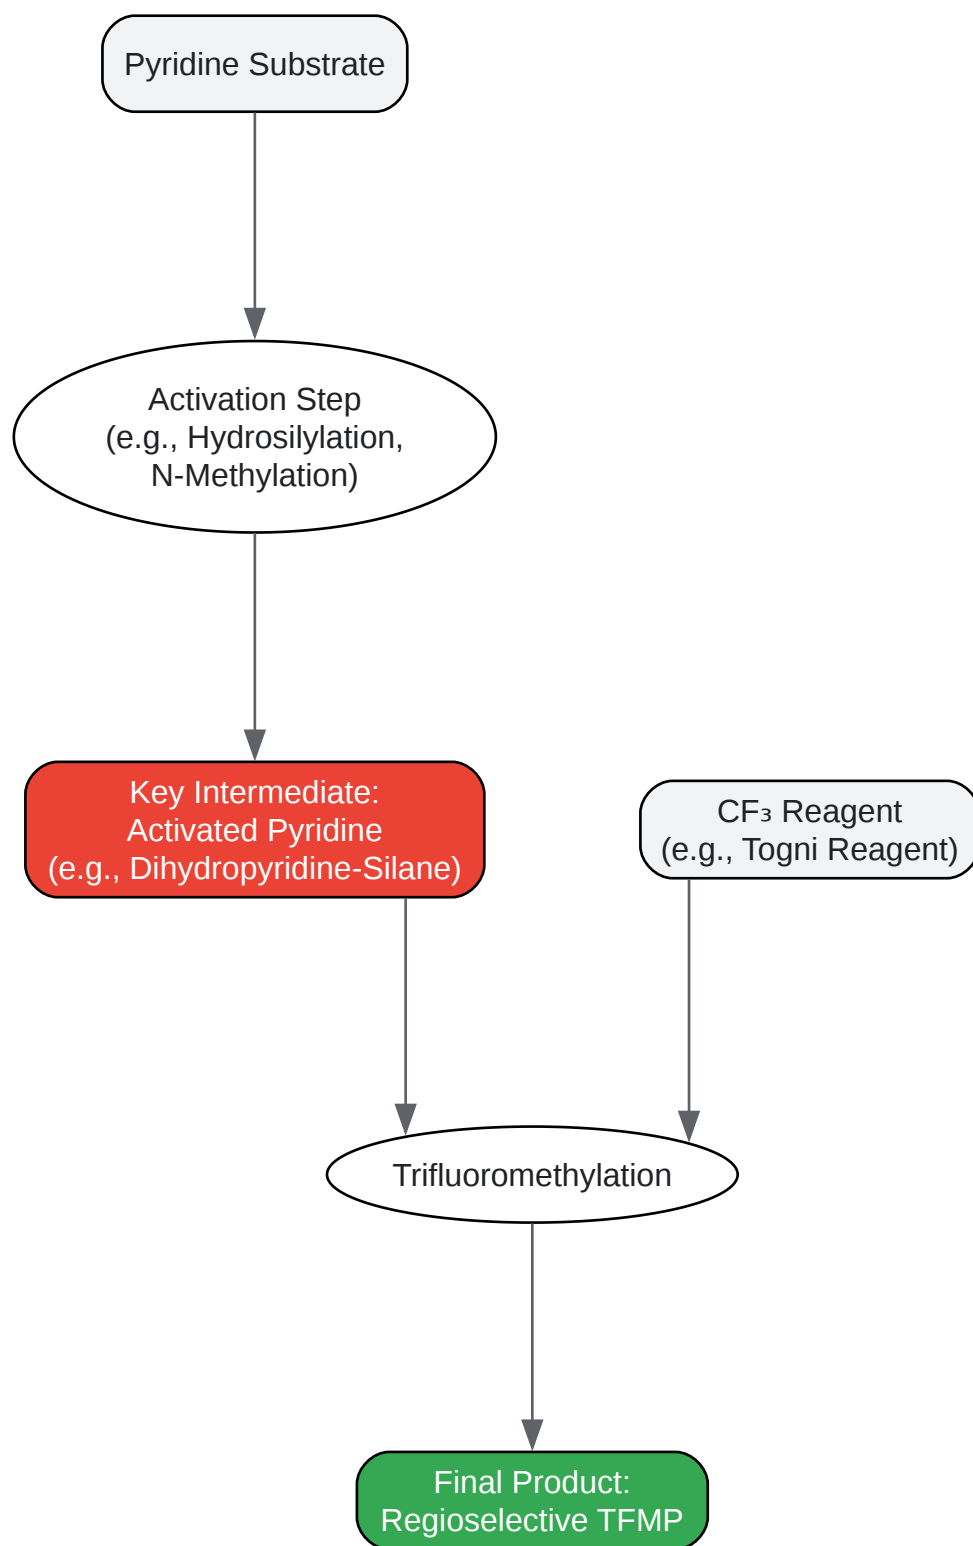 Pyridine Substrate
Activation Step
(e.g., Hydrosilylation,
N-Methylation)
Key Intermediate:
Activated Pyridine
(e.g., Dihydropyridine-Silane)
CF₃ Reagent
(e.g., Togni Reagent)
Trifluoromethylation
Final Product:
Regioselective TFMP